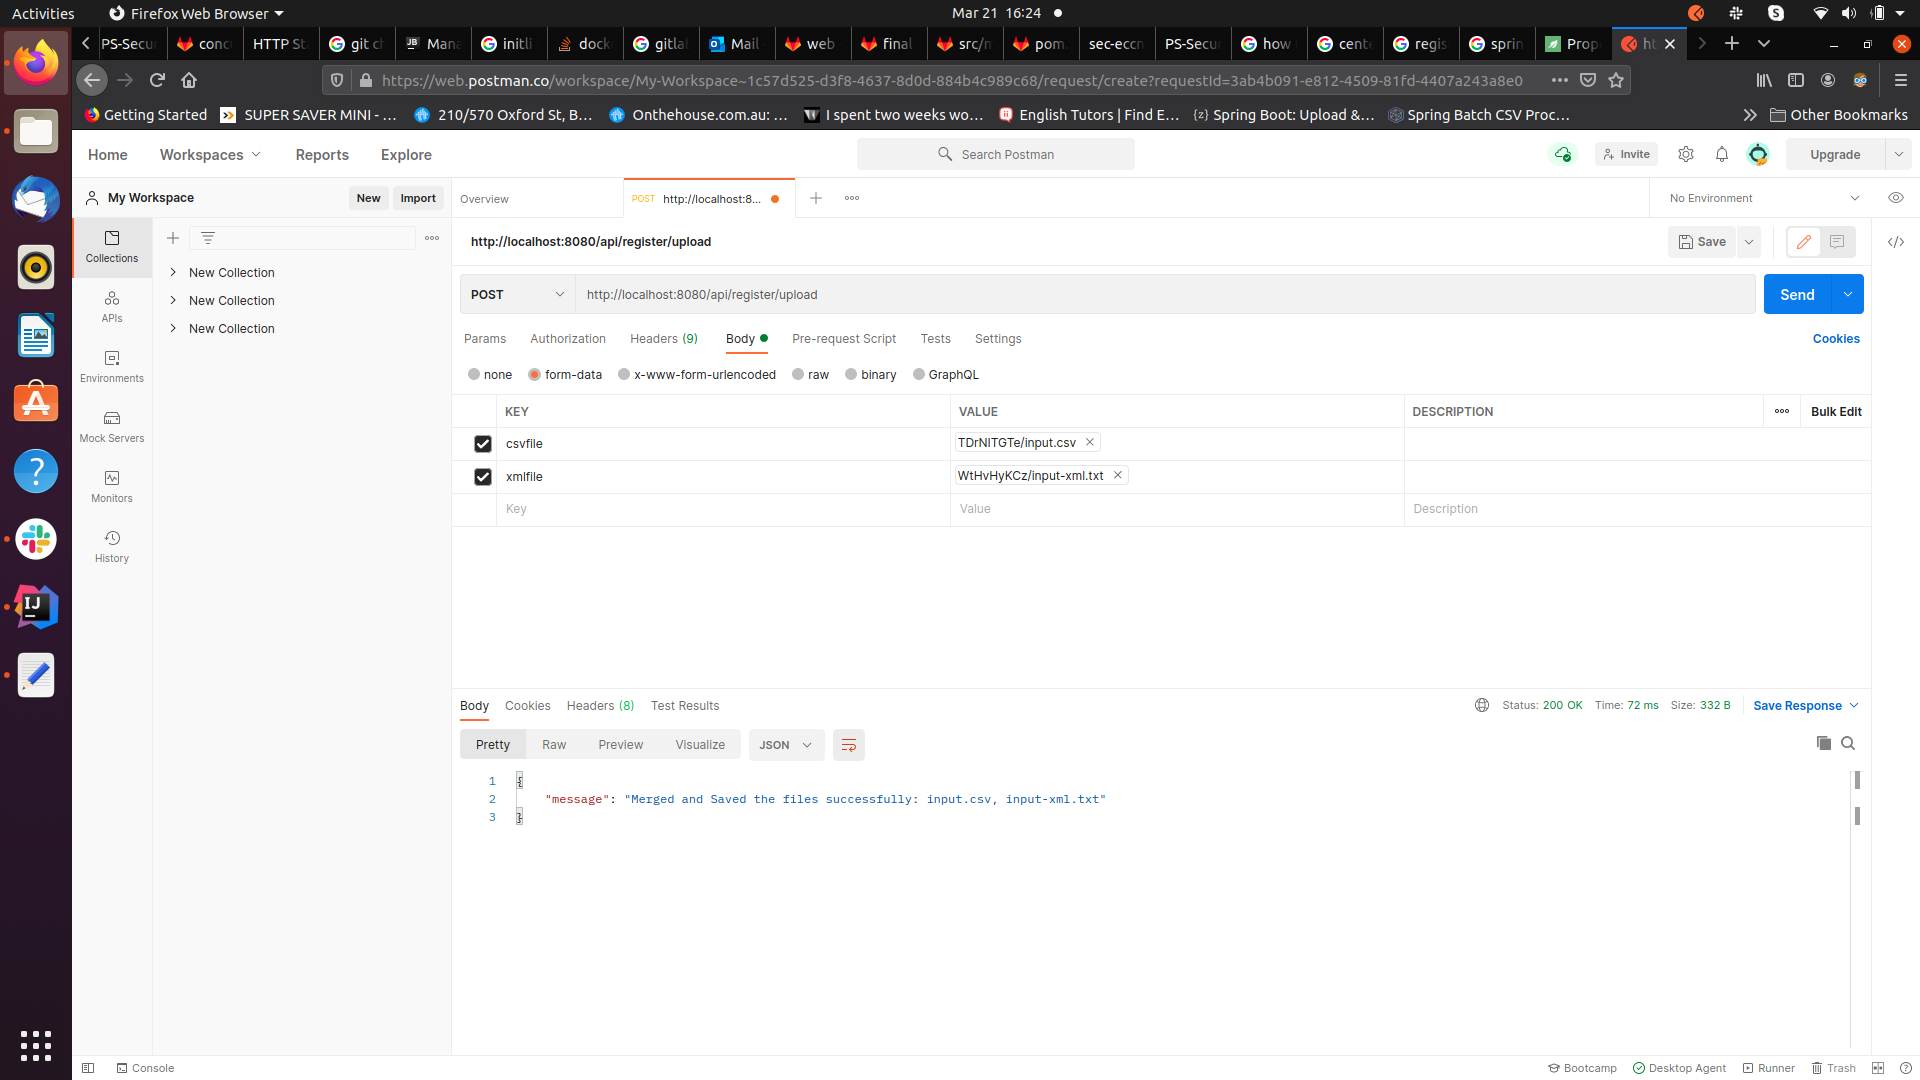 Activities
Firefox Web Browser
Mar 21 16:24
PS-Secur
conc
HTTP St
git ch
Mana
initli
dock
gitlal
Mail
web
final
src/m
pom.
sec-eccn
PS-Secur
how
cente
regis
sprin
Prop
ht
https://web.postman.co/workspace/My-Workspace~1c57d525-d3f8-4637-8d0d-884b4c989c68/request/create?requestId=3ab4b091-e812-4509-81fd-4407a243a8e0
Getting Started
SUPER SAVER MINI - ...
210/570 Oxford St, B...
Onthehouse.com.au: ...
I spent two weeks wo...
English Tutors | Find E...
Spring Boot: Upload &...
Spring Batch CSV Proc...
Other Bookmarks
Home
Workspaces
Reports
Explore
Search Postman
Invite
Upgrade
My Workspace
New
Import
Overview
POST http://localhost:8...
No Environment
Collections
APIs
Environments
Mock Servers
Monitors
History
New Collection
New Collection
New Collection
http://localhost:8080/api/register/upload
Save
POST
http://localhost:8080/api/register/upload
Send
Params
Authorization
Headers (9)
Body
Pre-request Script
Tests
Settings
Cookies
none
form-data
x-www-form-urlencoded
raw
binary
GraphQL
KEY
VALUE
DESCRIPTION
Bulk Edit
csvfile
TDrNITGTe/input.csv
xmlfile
WtHvHyKCz/input-xml.txt
Key
Value
Description
Body
Cookies
Headers (8)
Test Results
Status: 200 OK
Time: 72 ms
Size: 332 B
Save Response
Pretty
Raw
Preview
Visualize
JSON
1 {
2 "message": "Merged and Saved the files successfully: input.csv, input-xml.txt"
3 }
Console
Bootcamp
Desktop Agent
Runner
Trash